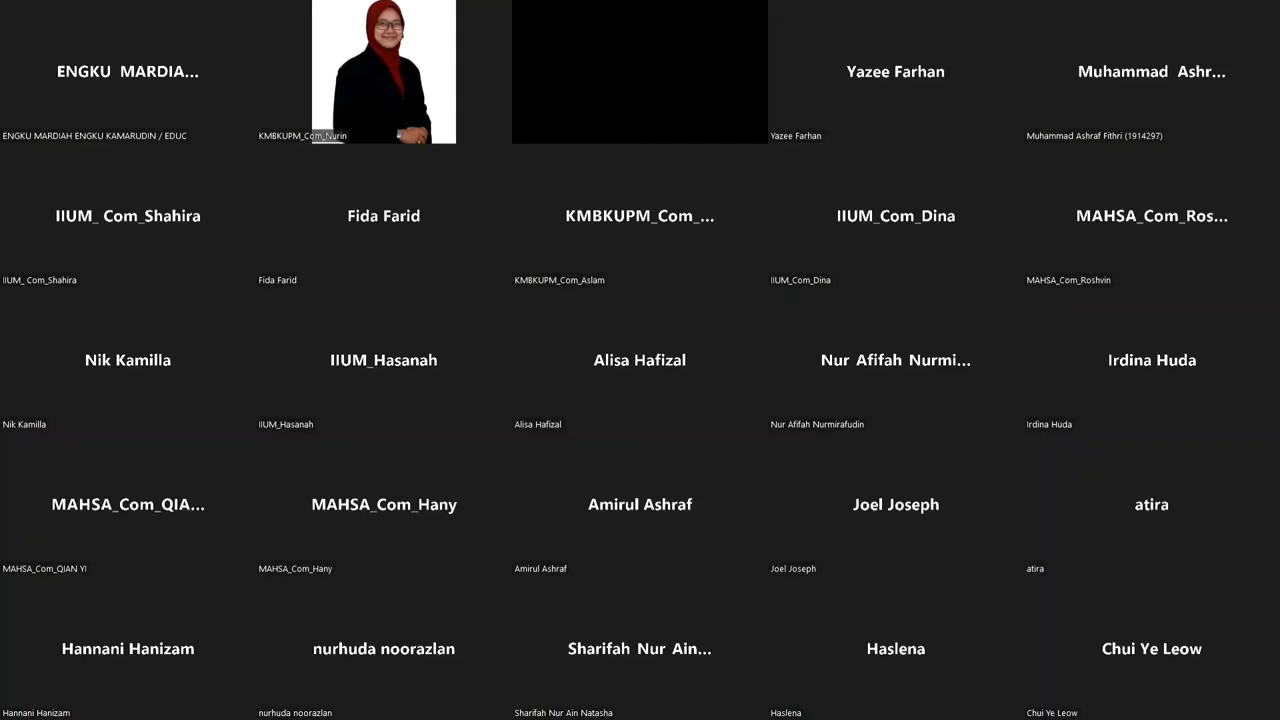 ENGKU MARDIA...
Yazee Farhan
Muhammad Ashr...
ENGKU MARDIAH ENGKU KAMARUDIN / EDUC
KMBKUPM_Com_Nurin
Yazee Farhan
Muhammad Ashraf Fithri (1914297)
IIUM_ Com_Shahira
Fida Farid
KMBKUPM_Com_...
IIUM_Com_Dina
MAHSA_Com_Ros...
IIUM_ Com_Shahira
Fida Farid
KMBKUPM_Com_Aslam
IIUM_Com_Dina
MAHSA_Com_Roshvin
Nik Kamilla
IIUM_Hasanah
Alisa Hafizal
Nur Afifah Nurmi...
Irdina Huda
Nik Kamilla
IIUM_Hasanah
Alisa Hafizal
Nur Afifah Nurmirafudin
Irdina Huda
MAHSA_Com_QIA...
MAHSA_Com_Hany
Amirul Ashraf
Joel Joseph
atira
MAHSA_Com_QIAN YI
MAHSA_Com_Hany
Amirul Ashraf
Joel Joseph
atira
Hannani Hanizam
nurhuda noorazlan
Sharifah Nur Ain...
Haslena
Chui Ye Leow
Hannani Hanizam
nurhuda noorazlan
Sharifah Nur Ain Natasha
Haslena
Chui Ye Leow